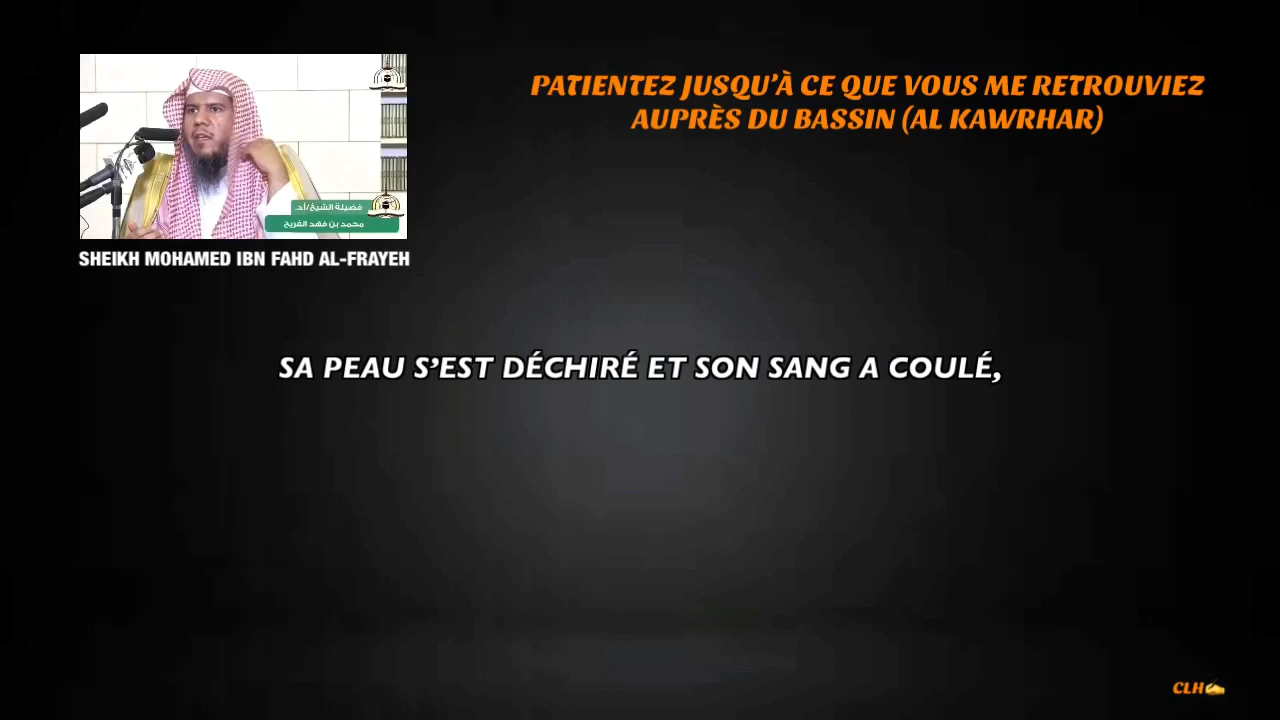 PATIENTEZ JUSQU’À CE QUE VOUS ME RETROUVIEZ
AUPRÈS DU BASSIN (AL KAWRHAR)
فضيلة الشيخ/أ.د.
محمد بن فهد الفريح
SHEIKH MOHAMED IBN FAHD AL-FRAYEH
SA PEAU S’EST DÉCHIRÉ ET SON SANG A COULÉ,
CLH✍️